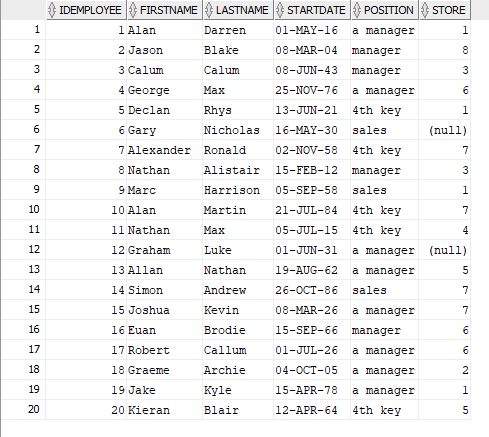 IDEMPLOYEE FIRSTNAME LASTNAME STARTDATE POSITION STORE
1 1 Alan Darren 01-MAY-16 a manager 1
2 2 Jason Blake 08-MAR-04 manager 8
3 3 Calum Calum 08-JUN-43 manager 3
4 4 George Max 25-NOV-76 a manager 6
5 5 Declan Rhys 13-JUN-21 4th key 1
6 6 Gary Nicholas 16-MAY-30 sales (null)
7 7 Alexander Ronald 02-NOV-58 4th key 7
8 8 Nathan Alistair 15-FEB-12 manager 3
9 9 Marc Harrison 05-SEP-58 sales 1
10 10 Alan Martin 21-JUL-84 4th key 7
11 11 Nathan Max 05-JUL-15 4th key 4
12 12 Graham Luke 01-JUN-31 a manager (null)
13 13 Allan Nathan 19-AUG-62 a manager 5
14 14 Simon Andrew 26-OCT-86 sales 7
15 15 Joshua Kevin 08-MAR-26 a manager 7
16 16 Euan Brodie 15-SEP-66 manager 6
17 17 Robert Callum 01-JUL-26 a manager 6
18 18 Graeme Archie 04-OCT-05 a manager 2
19 19 Jake Kyle 15-APR-78 a manager 1
20 20 Kieran Blair 12-APR-64 4th key 5